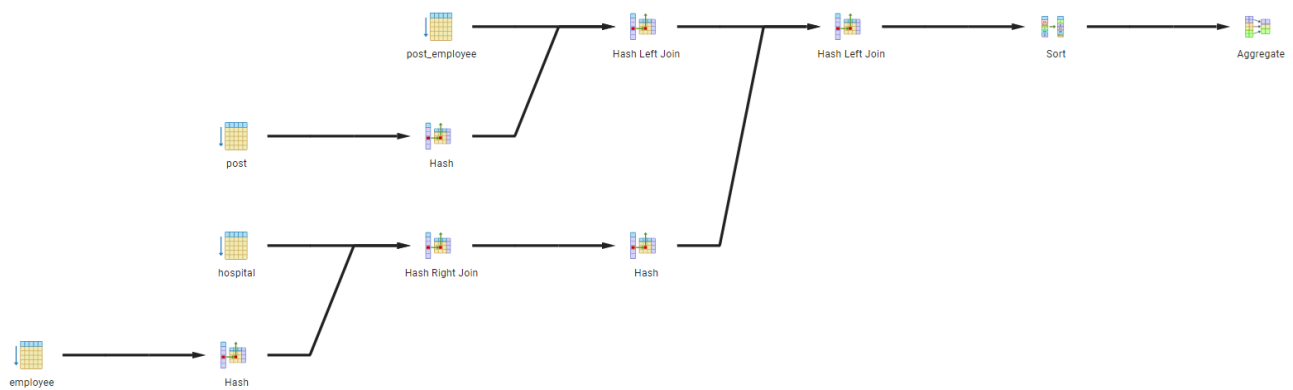 post_employee
Hash Left Join
Hash Left Join
Sort
Aggregate
post
Hash
hospital
Hash Right Join
Hash
employee
Hash